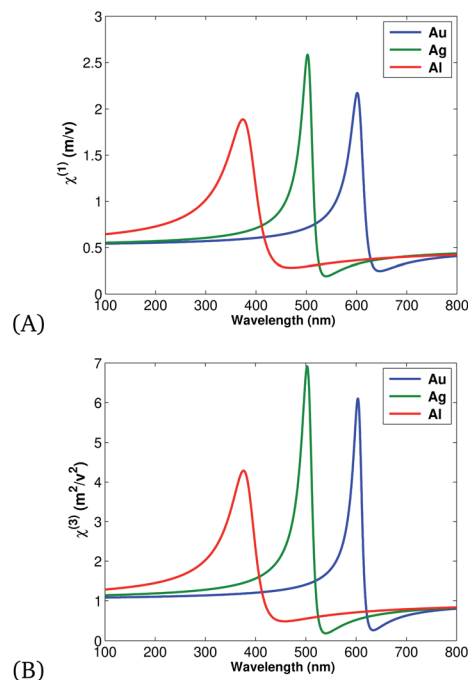 3
Au
Ag
Al
2.5
2
1.5
1
0.5
0
χ(1) (m/v)
100 200 300 400 500 600 700 800
Wavelength (nm)
(A)
7
Au
Ag
Al
6
5
4
3
2
1
0
χ(3) (m²/v²)
100 200 300 400 500 600 700 800
Wavelength (nm)
(B)